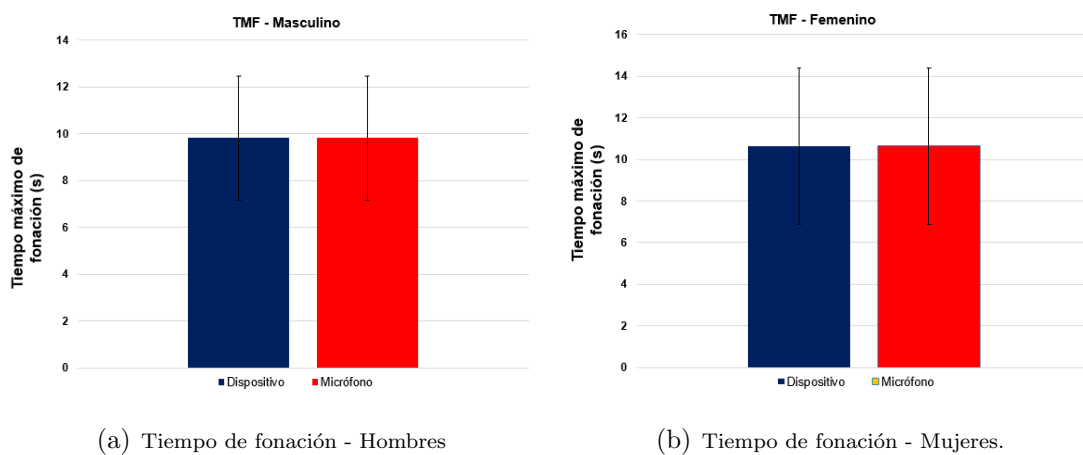 TMF - Masculino
14
12
10
8
6
4
2
0
Tiempo máximo de
fonación (s)
Dispositivo Micrófono
(a) Tiempo de fonación - Hombres
TMF - Femenino
16
14
12
10
8
6
4
2
0
Tiempo máximo de
fonación (s)
Dispositivo Micrófono
(b) Tiempo de fonación - Mujeres.